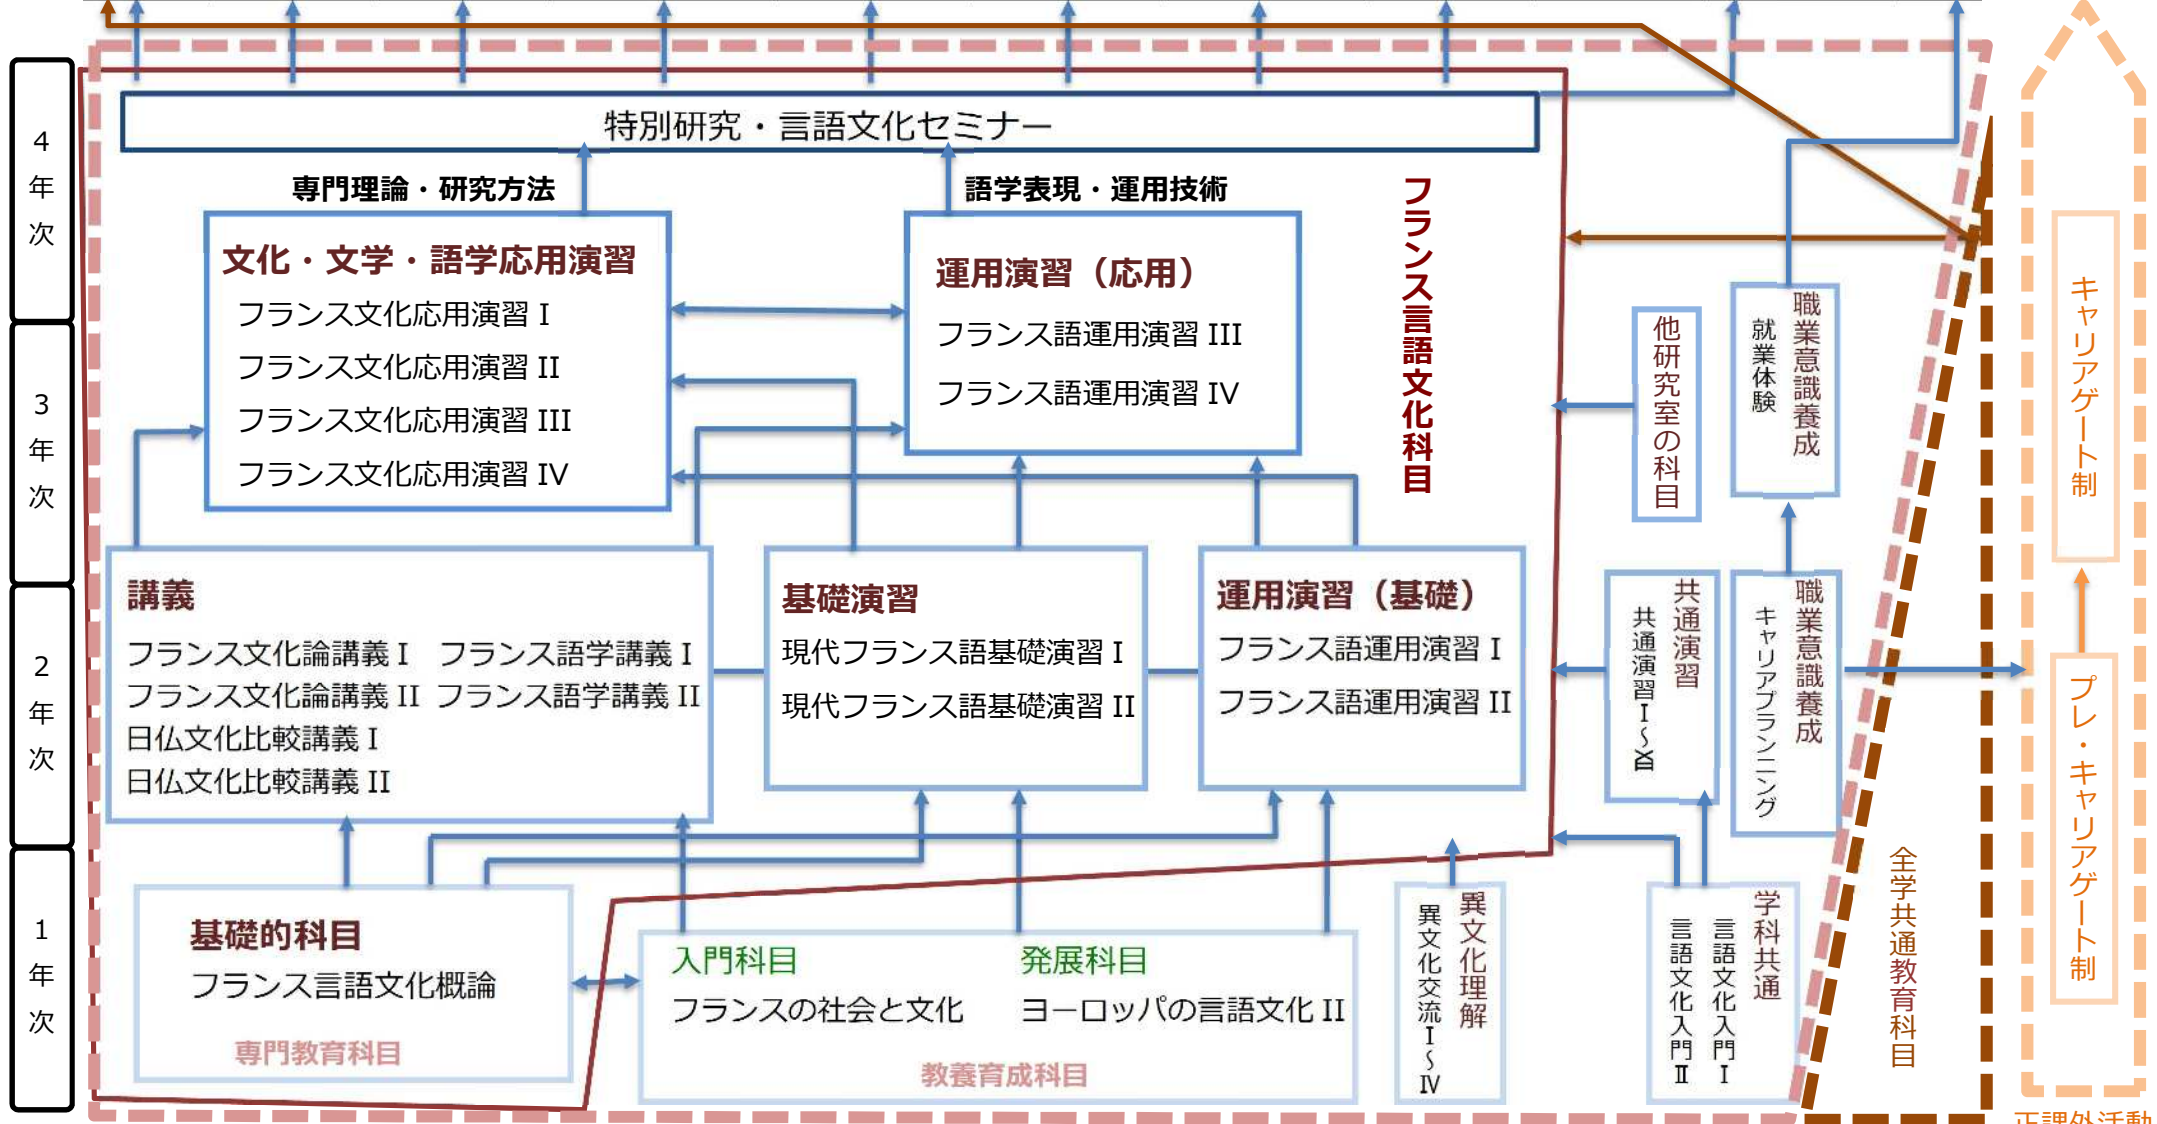 4年次
3年次
2年次
1年次
特別研究・言語文化セミナー
専門理論・研究方法
語学表現・運用技術
フランス言語文化科目
文化・文学・語学応用演習
フランス文化応用演習 I
フランス文化応用演習 II
フランス文化応用演習 III
フランス文化応用演習 IV
運用演習（応用）
フランス語運用演習 III
フランス語運用演習 IV
他研究室の科目
職業意識養成
就業体験
講義
フランス文化論講義 I　フランス語学講義 I
フランス文化論講義 II　フランス語学講義 II
日仏文化比較講義 I
日仏文化比較講義 II
基礎演習
現代フランス語基礎演習 I
現代フランス語基礎演習 II
運用演習（基礎）
フランス語運用演習 I
フランス語運用演習 II
共通演習
共通演習Ⅰ～Ⅻ
職業意識養成
キャリアプランニング
基礎的科目
フランス言語文化概論
専門教育科目
入門科目
フランスの社会と文化
発展科目
ヨーロッパの言語文化 II
教養育成科目
異文化理解
異文化交流Ⅰ～Ⅳ
学科共通
言語文化入門Ⅰ
言語文化入門Ⅱ
全学共通教育科目
キャリアゲート制
プレ・キャリアゲート制
正課外活動